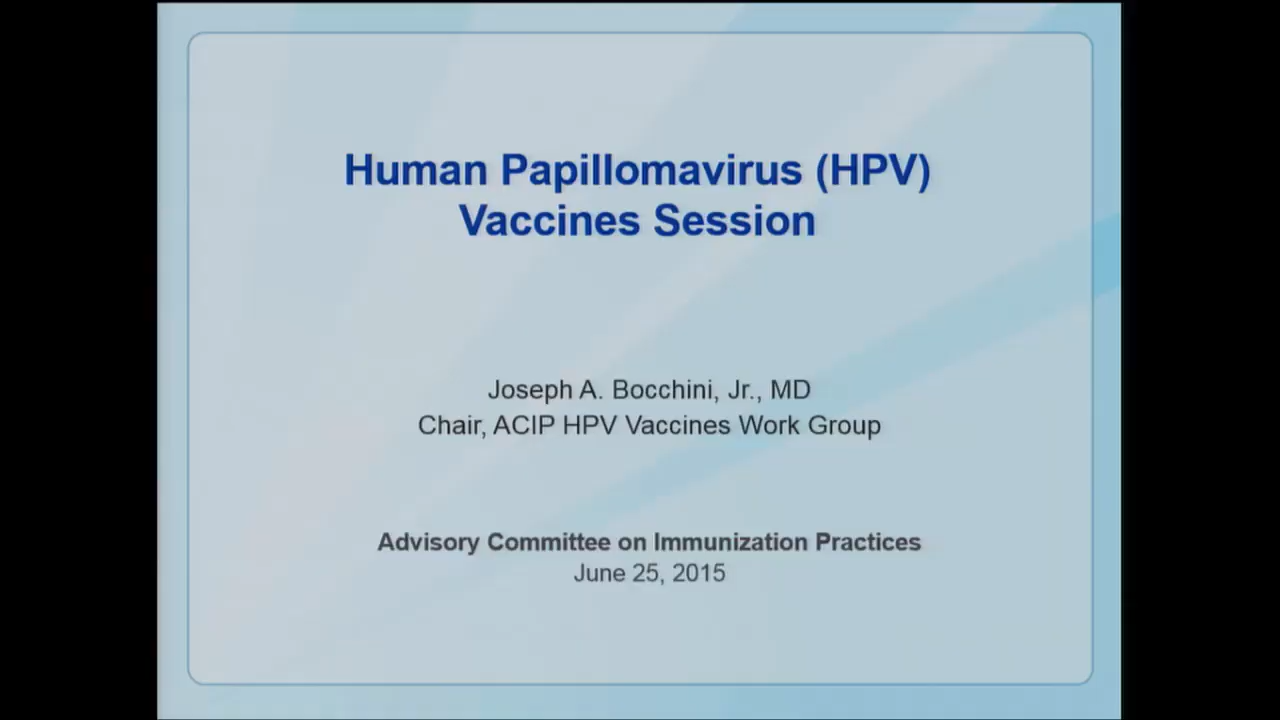 Human Papillomavirus (HPV)
Vaccines Session
Joseph A. Bocchini, Jr., MD
Chair, ACIP HPV Vaccines Work Group
Advisory Committee on Immunization Practices
June 25, 2015